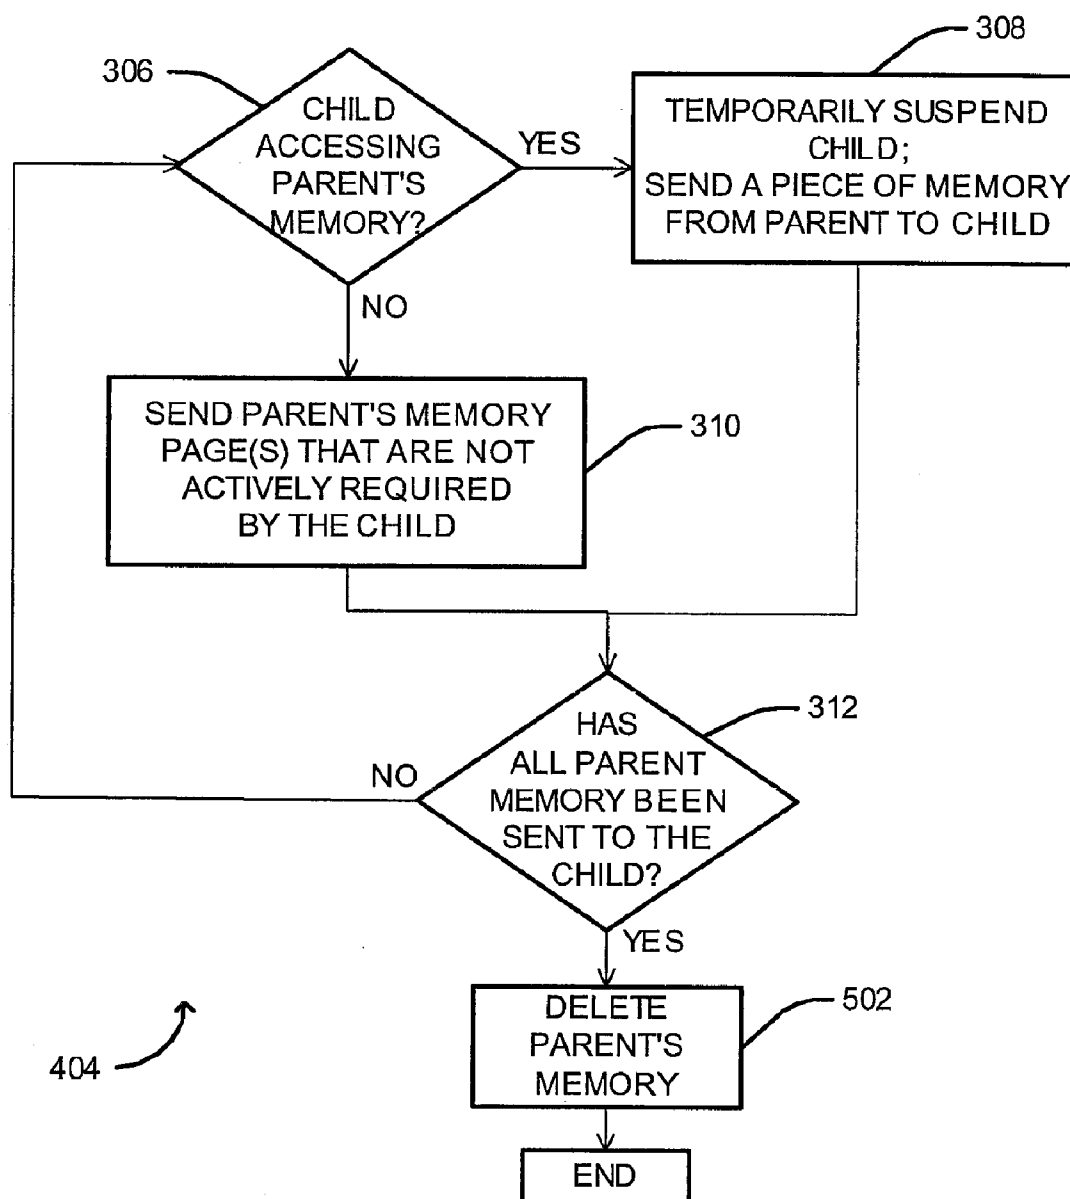 308
306
CHILD
ACCESSING
PARENT'S
MEMORY?
YES
TEMPORARILY SUSPEND
CHILD;
SEND A PIECE OF MEMORY
FROM PARENT TO CHILD
NO
SEND PARENT'S MEMORY
PAGE(S) THAT ARE NOT
ACTIVELY REQUIRED
BY THE CHILD
310
312
HAS
ALL PARENT
MEMORY BEEN
SENT TO THE
CHILD?
NO
YES
DELETE
PARENT'S
MEMORY
502
404
END